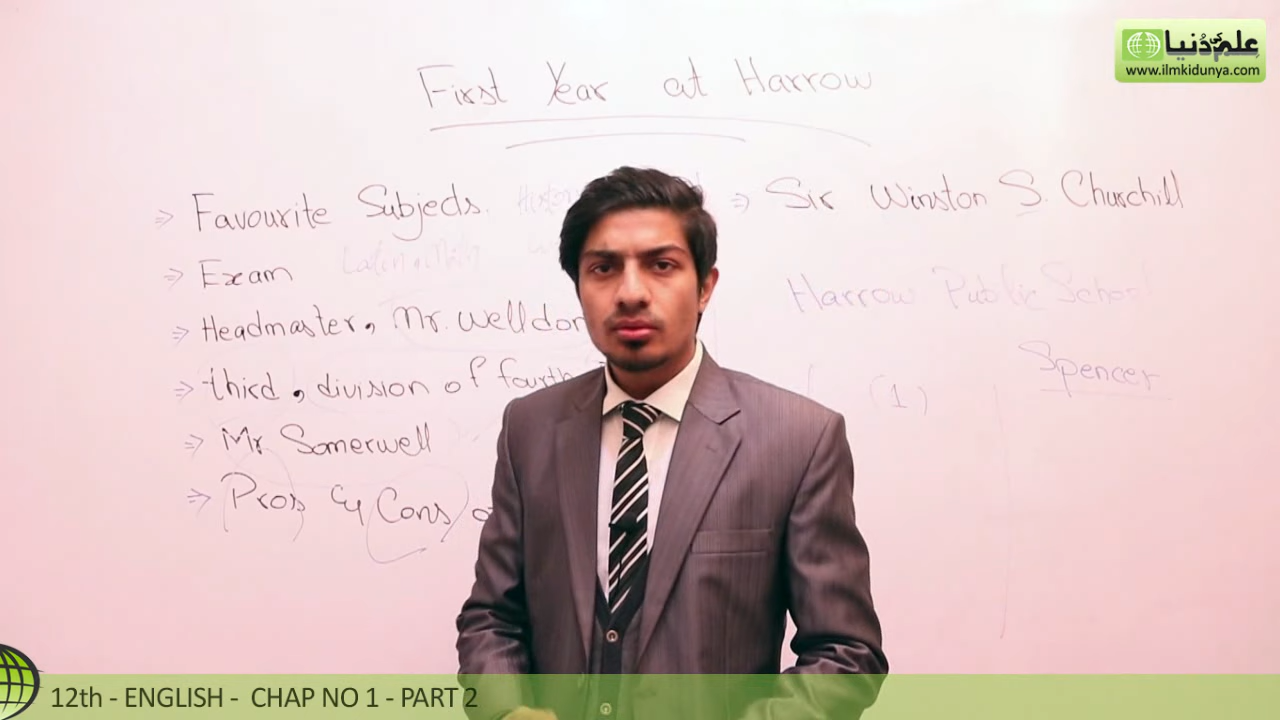 علم کی دنیا
www.ilmkidunya.com
First Year at Harrow
⇒ Favourite Subjects.
⇒ Sir Winston S. Churchill
⇒ Exam Latin, Math
Harrow Public School
⇒ Headmaster, Mr. Welldon
Spencer
⇒ third, division of fourth
(1)
⇒ Mr Somerwell
⇒ Pros & Cons
12th - ENGLISH - CHAP NO 1 - PART 2